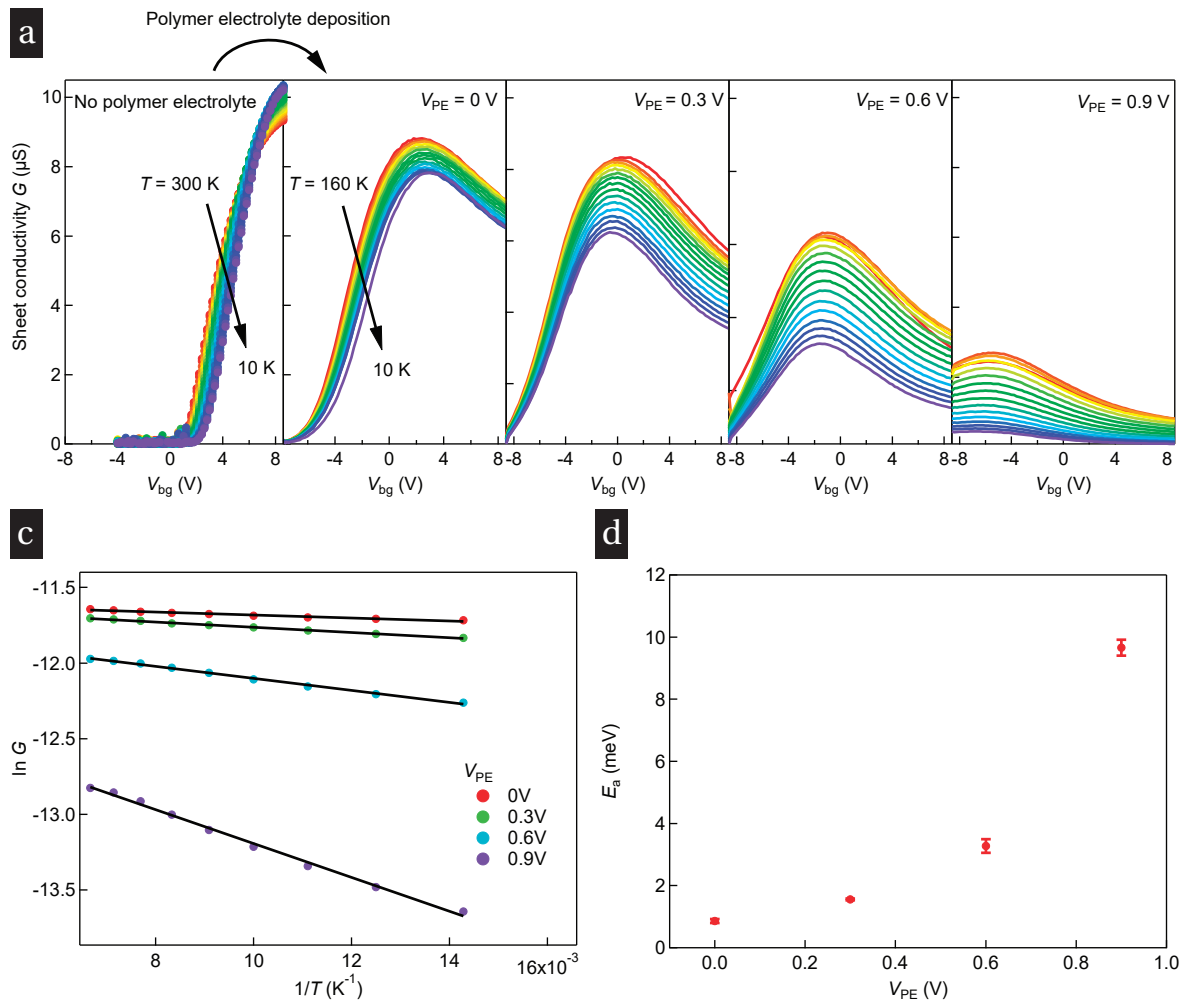 a
Polymer electrolyte deposition
No polymer electrolyte
V_PE = 0 V
V_PE = 0.3 V
V_PE = 0.6 V
V_PE = 0.9 V
T = 300 K
10 K
T = 160 K
10 K
Sheet conductivity G (µS)
10
8
6
4
2
0
-8 -4 0 4 8
-8 -4 0 4 8
-8 -4 0 4 8
-8 -4 0 4 8
-8 -4 0 4 8
V_bg (V)
V_bg (V)
V_bg (V)
V_bg (V)
V_bg (V)
c
-11.5
-12.0
-12.5
-13.0
-13.5
ln G
V_PE
0V
0.3V
0.6V
0.9V
8 10 12 14 16x10⁻³
1/T (K⁻¹)
d
12
10
8
6
4
2
0
E_a (meV)
0.0 0.2 0.4 0.6 0.8 1.0
V_PE (V)